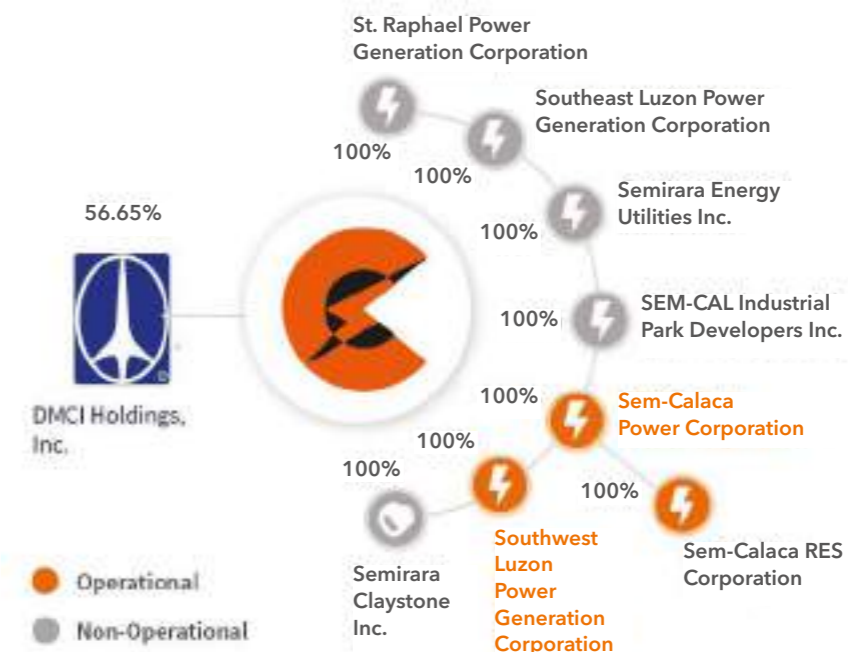 St. Raphael Power
Generation Corporation
100%
Southeast Luzon Power
Generation Corporation
100%
Semirara Energy
Utilities Inc.
100%
56.65%
DMCI Holdings,
Inc.
SEM-CAL Industrial
Park Developers Inc.
100%
Sem-Calaca
Power Corporation
100%
100%
Sem-Calaca RES
Corporation
100%
Southwest
Luzon
Power
Generation
Corporation
100%
Semirara
Claystone
Inc.
Operational
Non-Operational